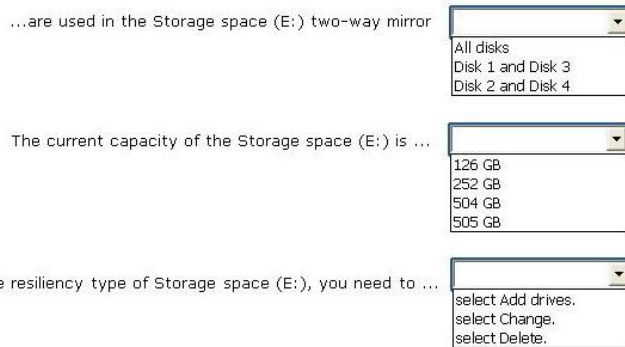 ...are used in the Storage space (E:) two-way mirror
All disks
Disk 1 and Disk 3
Disk 2 and Disk 4
The current capacity of the Storage space (E:) is ...
126 GB
252 GB
504 GB
505 GB
resiliency type of Storage space (E:), you need to ...
select Add drives.
select Change.
select Delete.